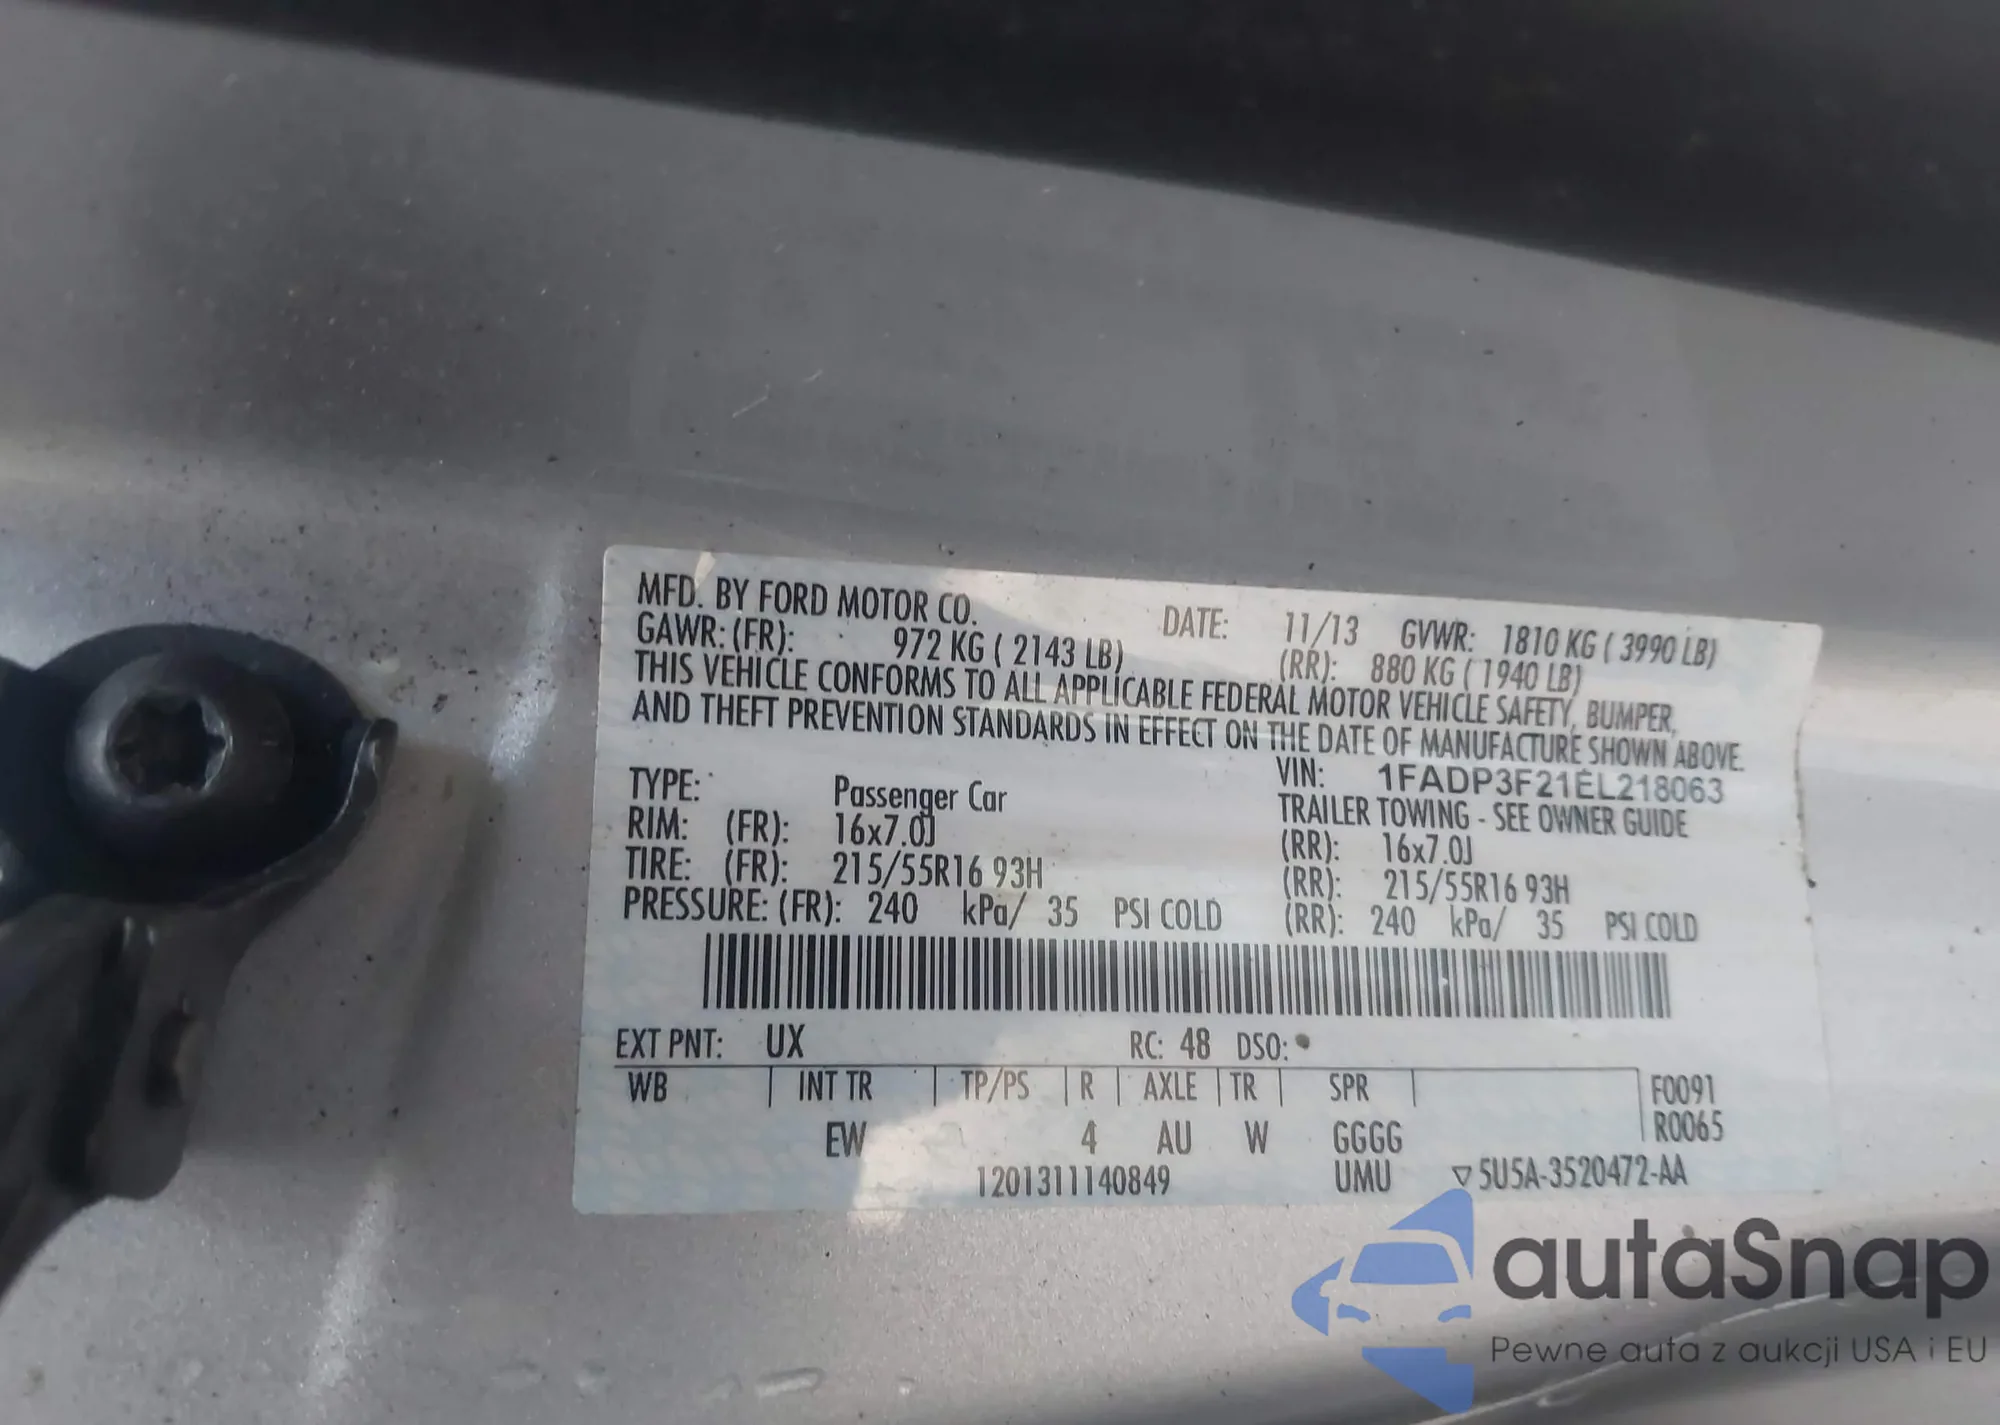 MFD. BY FORD MOTOR CO. DATE: 11/13 GVWR: 1810 KG ( 3990 LB)
GAWR: (FR): 972 KG ( 2143 LB) (RR): 880 KG ( 1940 LB)
THIS VEHICLE CONFORMS TO ALL APPLICABLE FEDERAL MOTOR VEHICLE SAFETY, BUMPER,
AND THEFT PREVENTION STANDARDS IN EFFECT ON THE DATE OF MANUFACTURE SHOWN ABOVE.
VIN: 1FADP3F21EL218063
TYPE: Passenger Car TRAILER TOWING - SEE OWNER GUIDE
RIM: (FR): 16x7.0J (RR): 16x7.0J
TIRE: (FR): 215/55R16 93H (RR): 215/55R16 93H
PRESSURE: (FR): 240 kPa/ 35 PSI COLD (RR): 240 kPa/ 35 PSI COLD
EXT PNT: UX RC: 48 DSO:
WB | INT TR | TP/PS | R | AXLE | TR | SPR | F0091
R0065
EW 4 AU W GGGG
1201311140849 UMU ▽5U5A-3520472-AA
autaSnap
Pewne auta z aukcji USA i EU